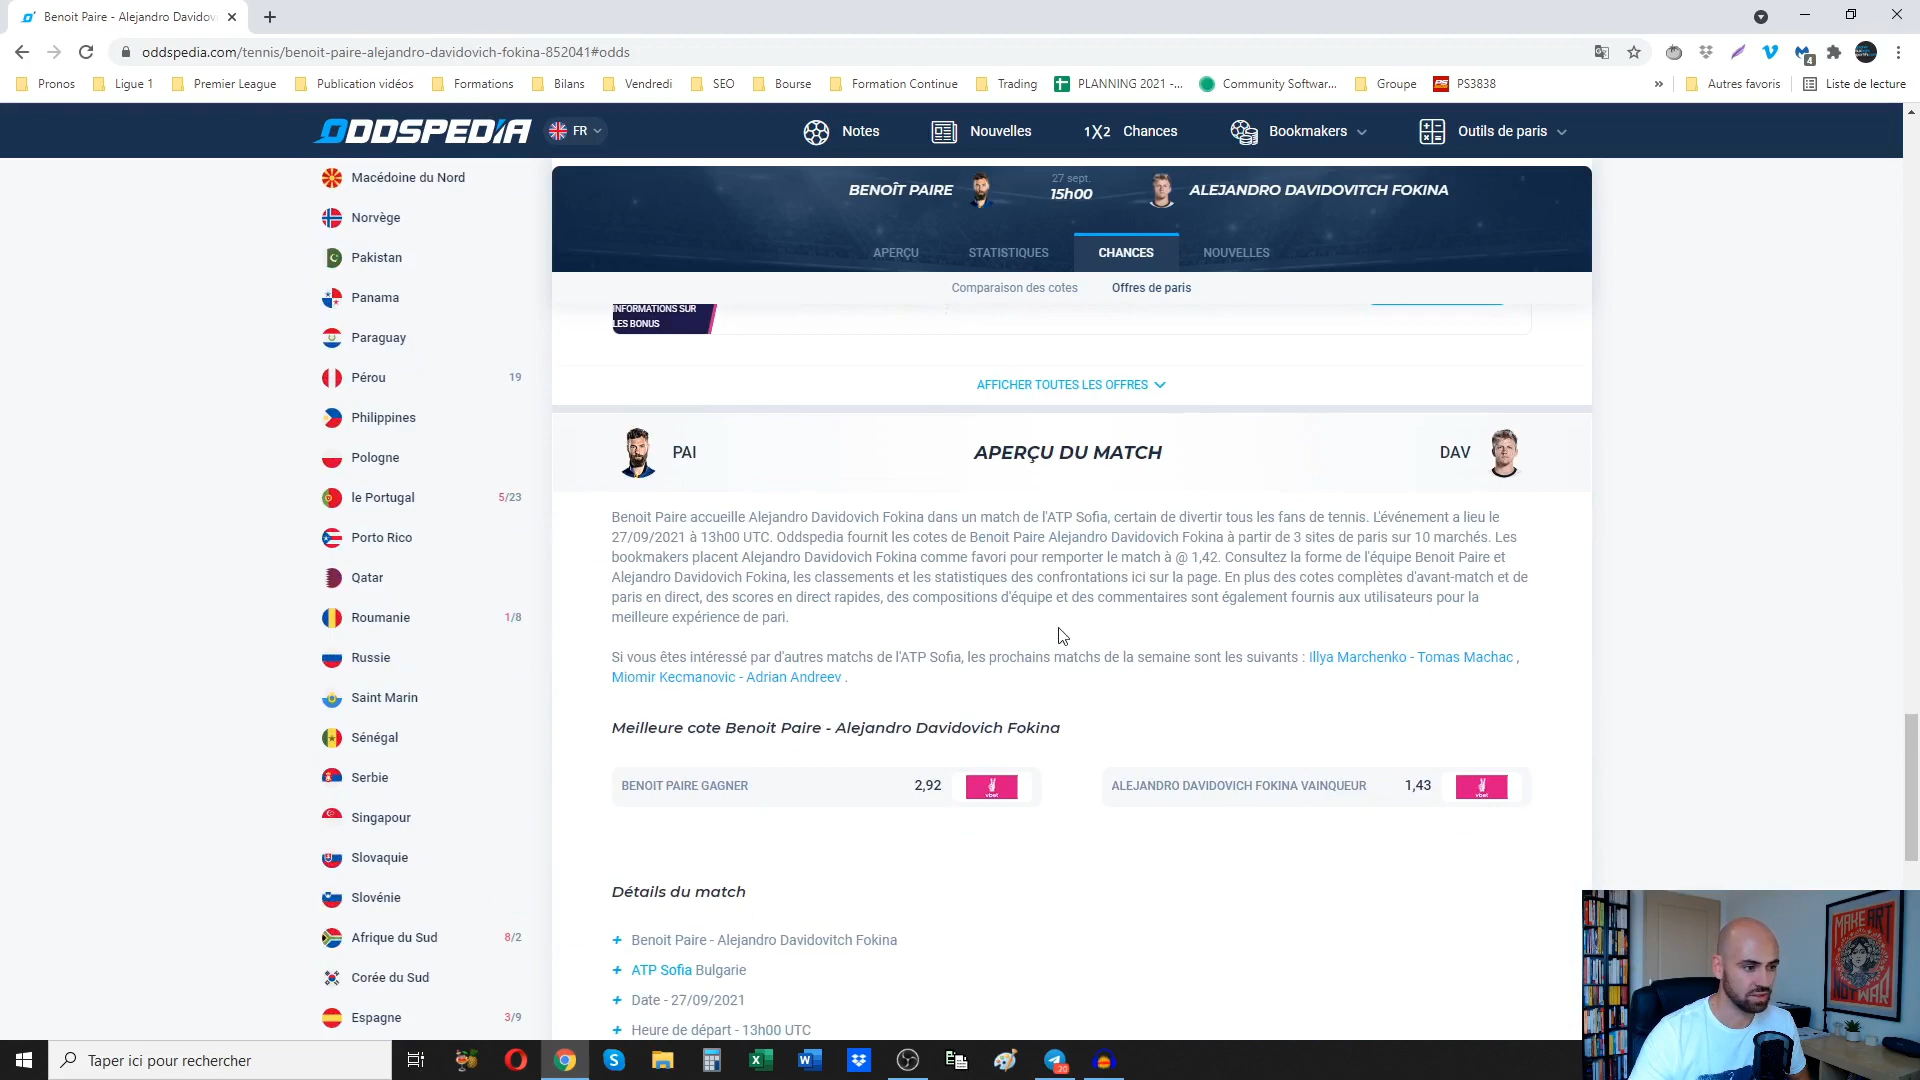 Benoit Paire - Alejandro Davidov
oddspedia.com/tennis/benoit-paire-alejandro-davidovich-fokina-852041#odds
4
Pronos
Ligue 1
Premier League
Publication vidéos
Formations
Bilans
Vendredi
SEO
Bourse
Formation Continue
Trading
PLANNING 2021 -...
Community Softwar...
Groupe
PS3838
»
Autres favoris
Liste de lecture
ODDSPEDIA
FR
Notes
Nouvelles
1X2 Chances
Bookmakers
Outils de paris
Macédoine du Nord
Norvège
Pakistan
Panama
Paraguay
Pérou 19
Philippines
Pologne
le Portugal 5/23
Porto Rico
Qatar
Roumanie 1/8
Russie
Saint Marin
Sénégal
Serbie
Singapour
Slovaquie
Slovénie
Afrique du Sud 8/2
Corée du Sud
Espagne 3/9
BENOÎT PAIRE
27 sept.
15h00
ALEJANDRO DAVIDOVITCH FOKINA
APERÇU
STATISTIQUES
CHANCES
NOUVELLES
Comparaison des cotes
Offres de paris
INFORMATIONS SUR
LES BONUS
AFFICHER TOUTES LES OFFRES
PAI
APERÇU DU MATCH
DAV
Benoit Paire accueille Alejandro Davidovich Fokina dans un match de l'ATP Sofia, certain de divertir tous les fans de tennis. L'événement a lieu le
27/09/2021 à 13h00 UTC. Oddspedia fournit les cotes de Benoit Paire Alejandro Davidovich Fokina à partir de 3 sites de paris sur 10 marchés. Les
bookmakers placent Alejandro Davidovich Fokina comme favori pour remporter le match à @ 1,42. Consultez la forme de l'équipe Benoit Paire et
Alejandro Davidovich Fokina, les classements et les statistiques des confrontations ici sur la page. En plus des cotes complètes d'avant-match et de
paris en direct, des scores en direct rapides, des compositions d'équipe et des commentaires sont également fournis aux utilisateurs pour la
meilleure expérience de pari.
Si vous êtes intéressé par d'autres matchs de l'ATP Sofia, les prochains matchs de la semaine sont les suivants : Illya Marchenko - Tomas Machac ,
Miomir Kecmanovic - Adrian Andreev .
Meilleure cote Benoit Paire - Alejandro Davidovich Fokina
BENOIT PAIRE GAGNER 2,92 vbet
ALEJANDRO DAVIDOVICH FOKINA VAINQUEUR 1,43 vbet
Détails du match
+ Benoit Paire - Alejandro Davidovitch Fokina
+ ATP Sofia Bulgarie
+ Date - 27/09/2021
+ Heure de départ - 13h00 UTC
MAKE ART
NOT WAR
Taper ici pour rechercher
20